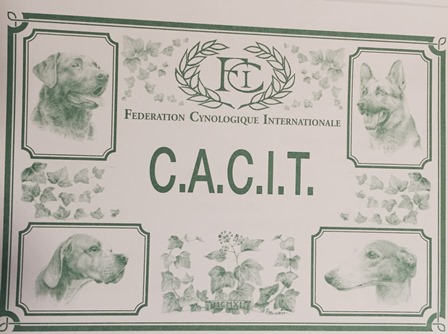 FCI
FEDERATION CYNOLOGIQUE INTERNATIONALE
C.A.C.I.T.